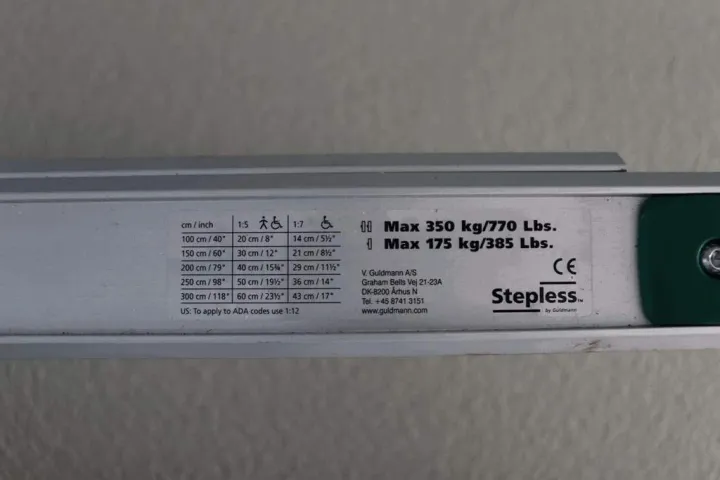 cm / inch 1:5 1:7
100 cm / 40" 20 cm / 8" 14 cm / 5½"
150 cm / 60" 30 cm / 12" 21 cm / 8½"
200 cm / 79" 40 cm / 15¾" 29 cm / 11½"
250 cm / 98" 50 cm / 19½" 36 cm / 14"
300 cm / 118" 60 cm / 23½" 43 cm / 17"
US: To apply to ADA codes use 1:12
Max 350 kg/770 Lbs.
Max 175 kg/385 Lbs.
V. Guldmann A/S
Graham Bells Vej 21-23A
DK-8200 Århus N
Tel. +45 8741 3151
www.guldmann.com
CE
Stepless™
by Guldmann